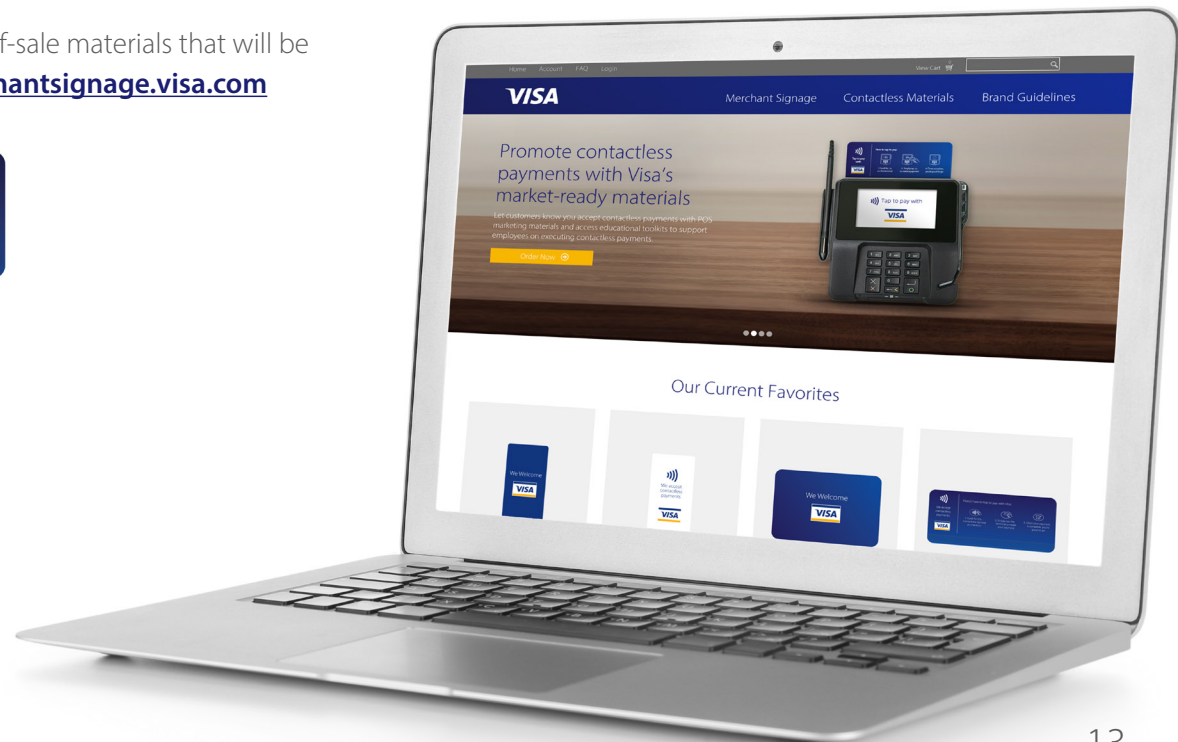 f-sale materials that will be
nantsignage.visa.com
Home Account FAQ Login View Cart
VISA Merchant Signage Contactless Materials Brand Guidelines
Promote contactless
payments with Visa's
market-ready materials
Let customers know you accept contactless payments with POS
marketing materials and access educational toolkits to support
employees on executing contactless payments.
Order Now
Tap to pay with
VISA
Our Current Favorites
We Welcome
VISA
We accept
contactless
payments
VISA
We Welcome
VISA
VISA
13